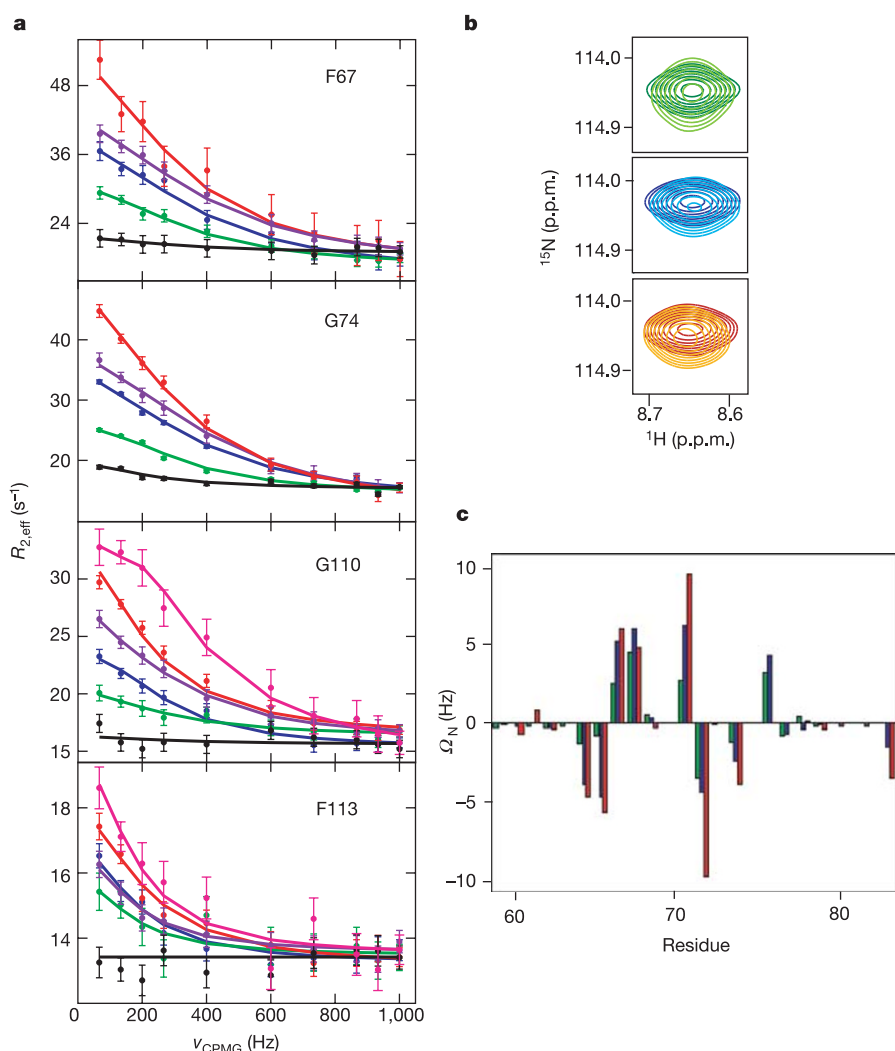 a
F67
48
36
24
G74
40
30
20
R2,eff (s−1)
G110
30
25
20
15
F113
18
16
14
0 200 400 600 800 1,000
νCPMG (Hz)
b
114.0
114.9
114.0
114.9
114.0
114.9
15N (p.p.m.)
8.7 8.6
1H (p.p.m.)
c
10
5
0
−5
−10
ΩN (Hz)
60 70 80
Residue